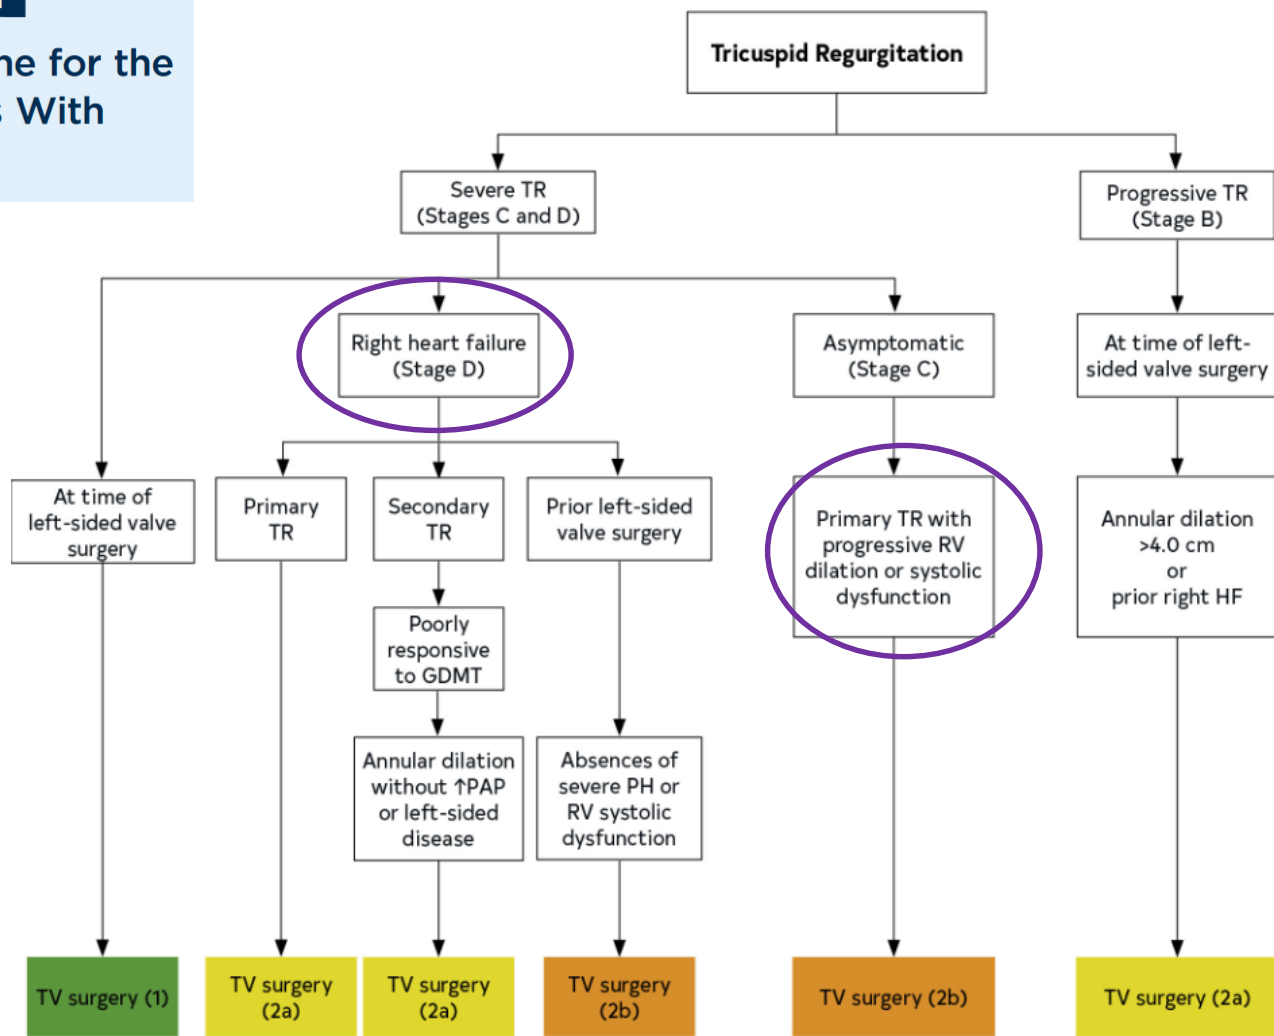 ne for the
s With
Tricuspid Regurgitation
Severe TR
(Stages C and D)
Progressive TR
(Stage B)
Right heart failure
(Stage D)
Asymptomatic
(Stage C)
At time of left-
sided valve surgery
At time of
left-sided valve
surgery
Primary
TR
Secondary
TR
Prior left-sided
valve surgery
Primary TR with
progressive RV
dilation or systolic
dysfunction
Annular dilation
>4.0 cm
or
prior right HF
Poorly
responsive
to GDMT
Annular dilation
without ↑PAP
or left-sided
disease
Absences of
severe PH or
RV systolic
dysfunction
TV surgery (1)
TV surgery
(2a)
TV surgery
(2a)
TV surgery
(2b)
TV surgery (2b)
TV surgery (2a)